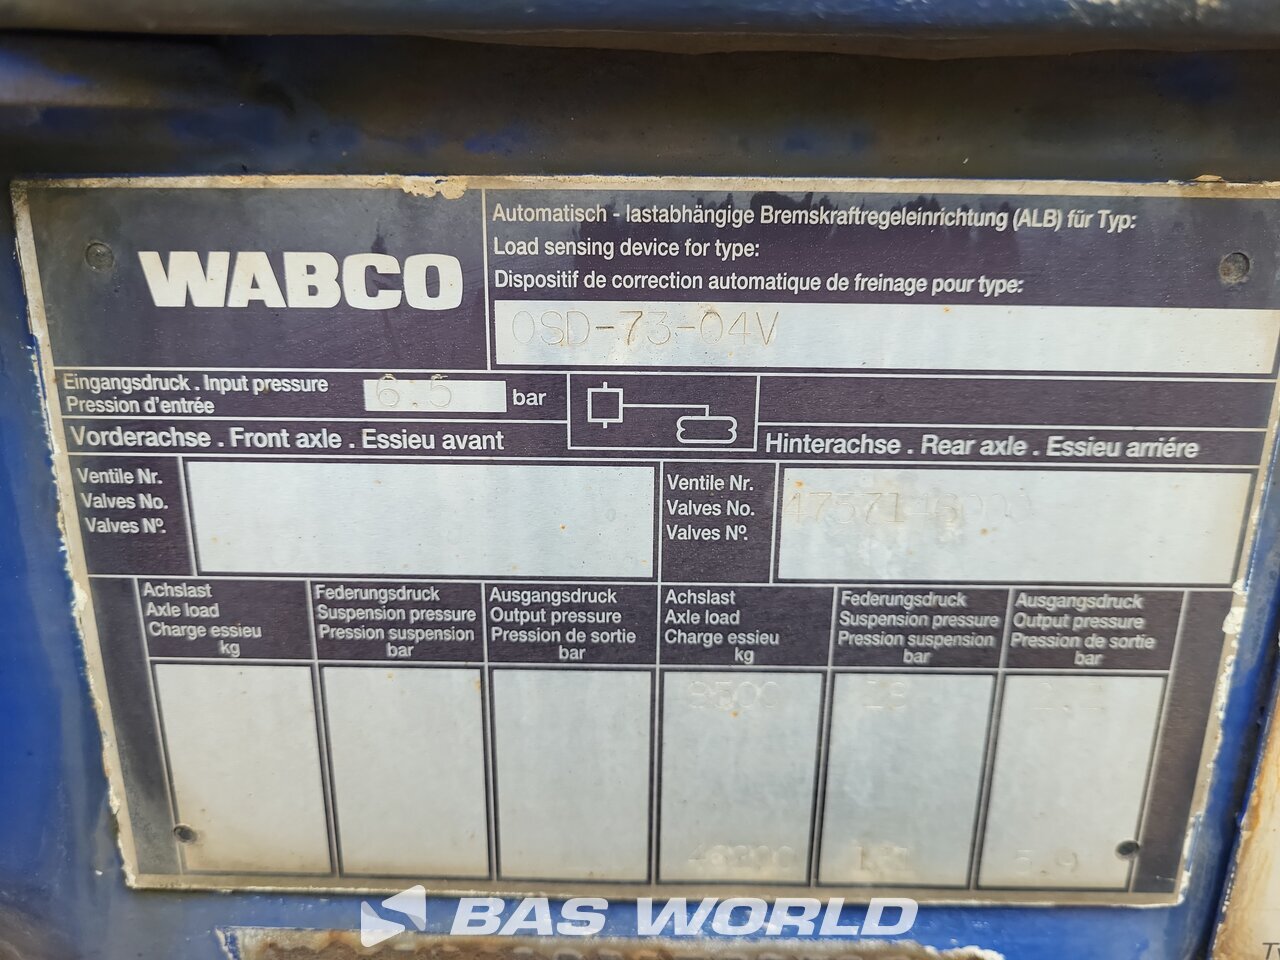 WABCO
Automatisch - lastabhängige Bremskraftregeleinrichtung (ALB) für Typ:
Load sensing device for type:
Dispositif de correction automatique de freinage pour type:
OSD-73-04V
Eingangsdruck . Input pressure
Pression d'entrée
6.5 bar
Vorderachse . Front axle . Essieu avant
Hinterachse . Rear axle . Essieu arriére
Ventile Nr.
Valves No.
Valves Nº.
Ventile Nr.
Valves No.
Valves Nº.
Achslast
Axle load
Charge essieu
kg
Federungsdruck
Suspension pressure
Pression suspension
bar
Ausgangsdruck
Output pressure
Pression de sortie
bar
Achslast
Axle load
Charge essieu
kg
Federungsdruck
Suspension pressure
Pression suspension
bar
Ausgangsdruck
Output pressure
Pression de sortie
bar
BAS WORLD